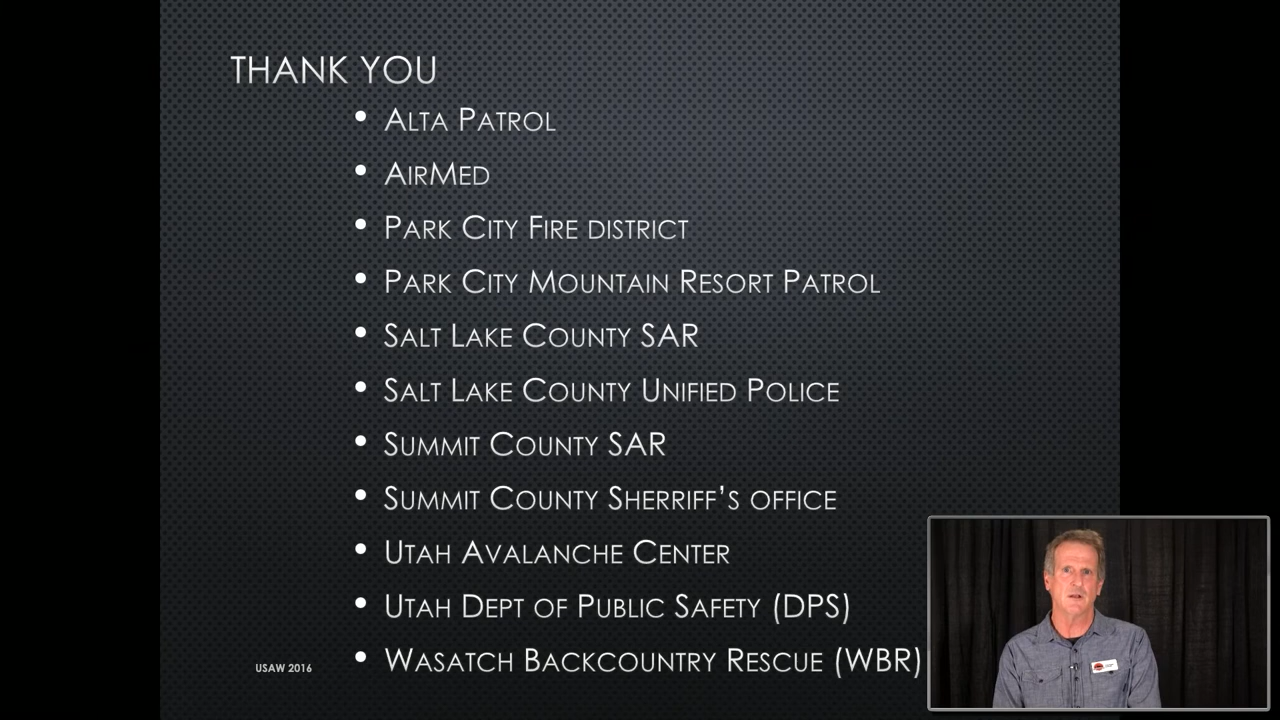 THANK YOU
• ALTA PATROL
• AIRMED
• PARK CITY FIRE DISTRICT
• PARK CITY MOUNTAIN RESORT PATROL
• SALT LAKE COUNTY SAR
• SALT LAKE COUNTY UNIFIED POLICE
• SUMMIT COUNTY SAR
• SUMMIT COUNTY SHERRIFF'S OFFICE
• UTAH AVALANCHE CENTER
• UTAH DEPT OF PUBLIC SAFETY (DPS)
• WASATCH BACKCOUNTRY RESCUE (WBR)
USAW 2016